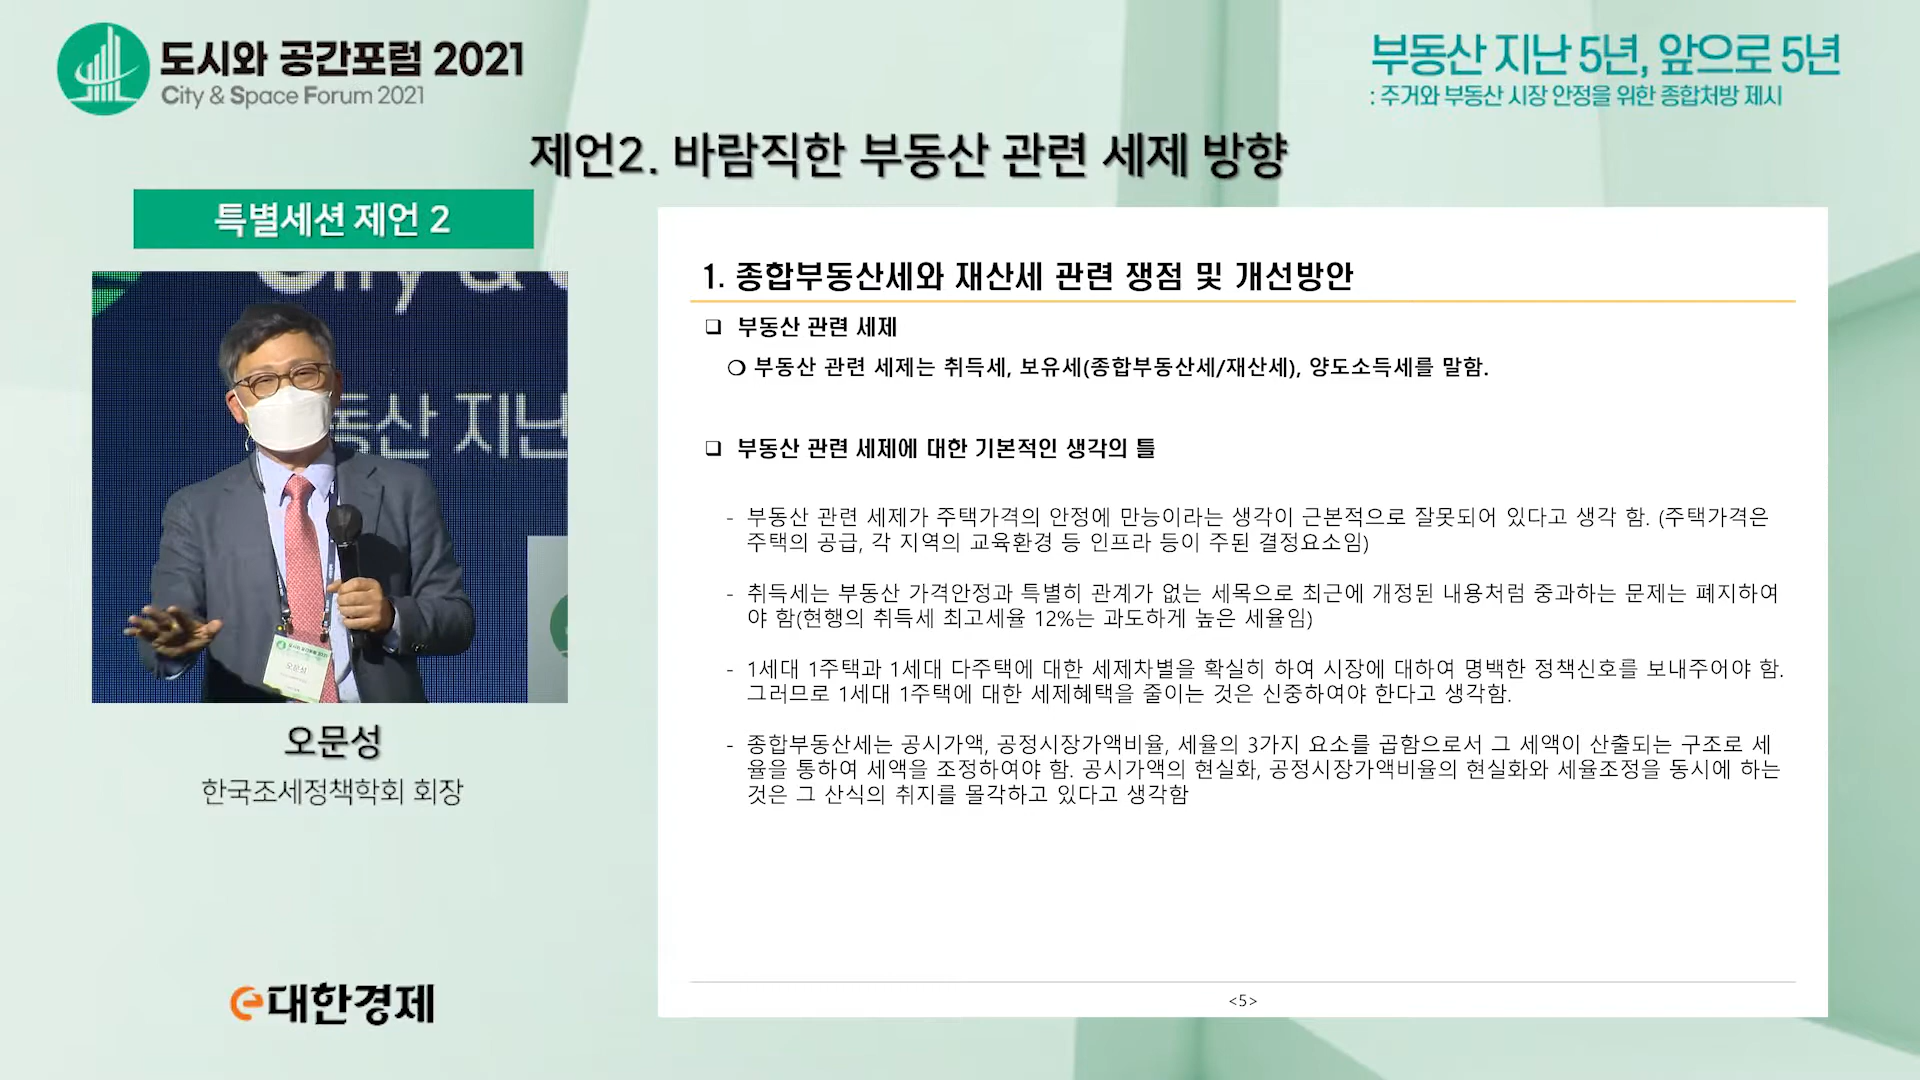 도시와 공간포럼 2021
City & Space Forum 2021
부동산 지난 5년, 앞으로 5년
: 주거와 부동산 시장 안정을 위한 종합처방 제시
제언2. 바람직한 부동산 관련 세제 방향
특별세션 제언 2
동산 지난
오문성
오문성
한국조세정책학회 회장
e대한경제
1. 종합부동산세와 재산세 관련 쟁점 및 개선방안
❑ 부동산 관련 세제
❍ 부동산 관련 세제는 취득세, 보유세(종합부동산세/재산세), 양도소득세를 말함.
❑ 부동산 관련 세제에 대한 기본적인 생각의 틀
- 부동산 관련 세제가 주택가격의 안정에 만능이라는 생각이 근본적으로 잘못되어 있다고 생각 함. (주택가격은
주택의 공급, 각 지역의 교육환경 등 인프라 등이 주된 결정요소임)
- 취득세는 부동산 가격안정과 특별히 관계가 없는 세목으로 최근에 개정된 내용처럼 중과하는 문제는 폐지하여
야 함(현행의 취득세 최고세율 12%는 과도하게 높은 세율임)
- 1세대 1주택과 1세대 다주택에 대한 세제차별을 확실히 하여 시장에 대하여 명백한 정책신호를 보내주어야 함.
그러므로 1세대 1주택에 대한 세제혜택을 줄이는 것은 신중하여야 한다고 생각함.
- 종합부동산세는 공시가액, 공정시장가액비율, 세율의 3가지 요소를 곱함으로서 그 세액이 산출되는 구조로 세
율을 통하여 세액을 조정하여야 함. 공시가액의 현실화, 공정시장가액비율의 현실화와 세율조정을 동시에 하는
것은 그 산식의 취지를 몰각하고 있다고 생각함
<5>